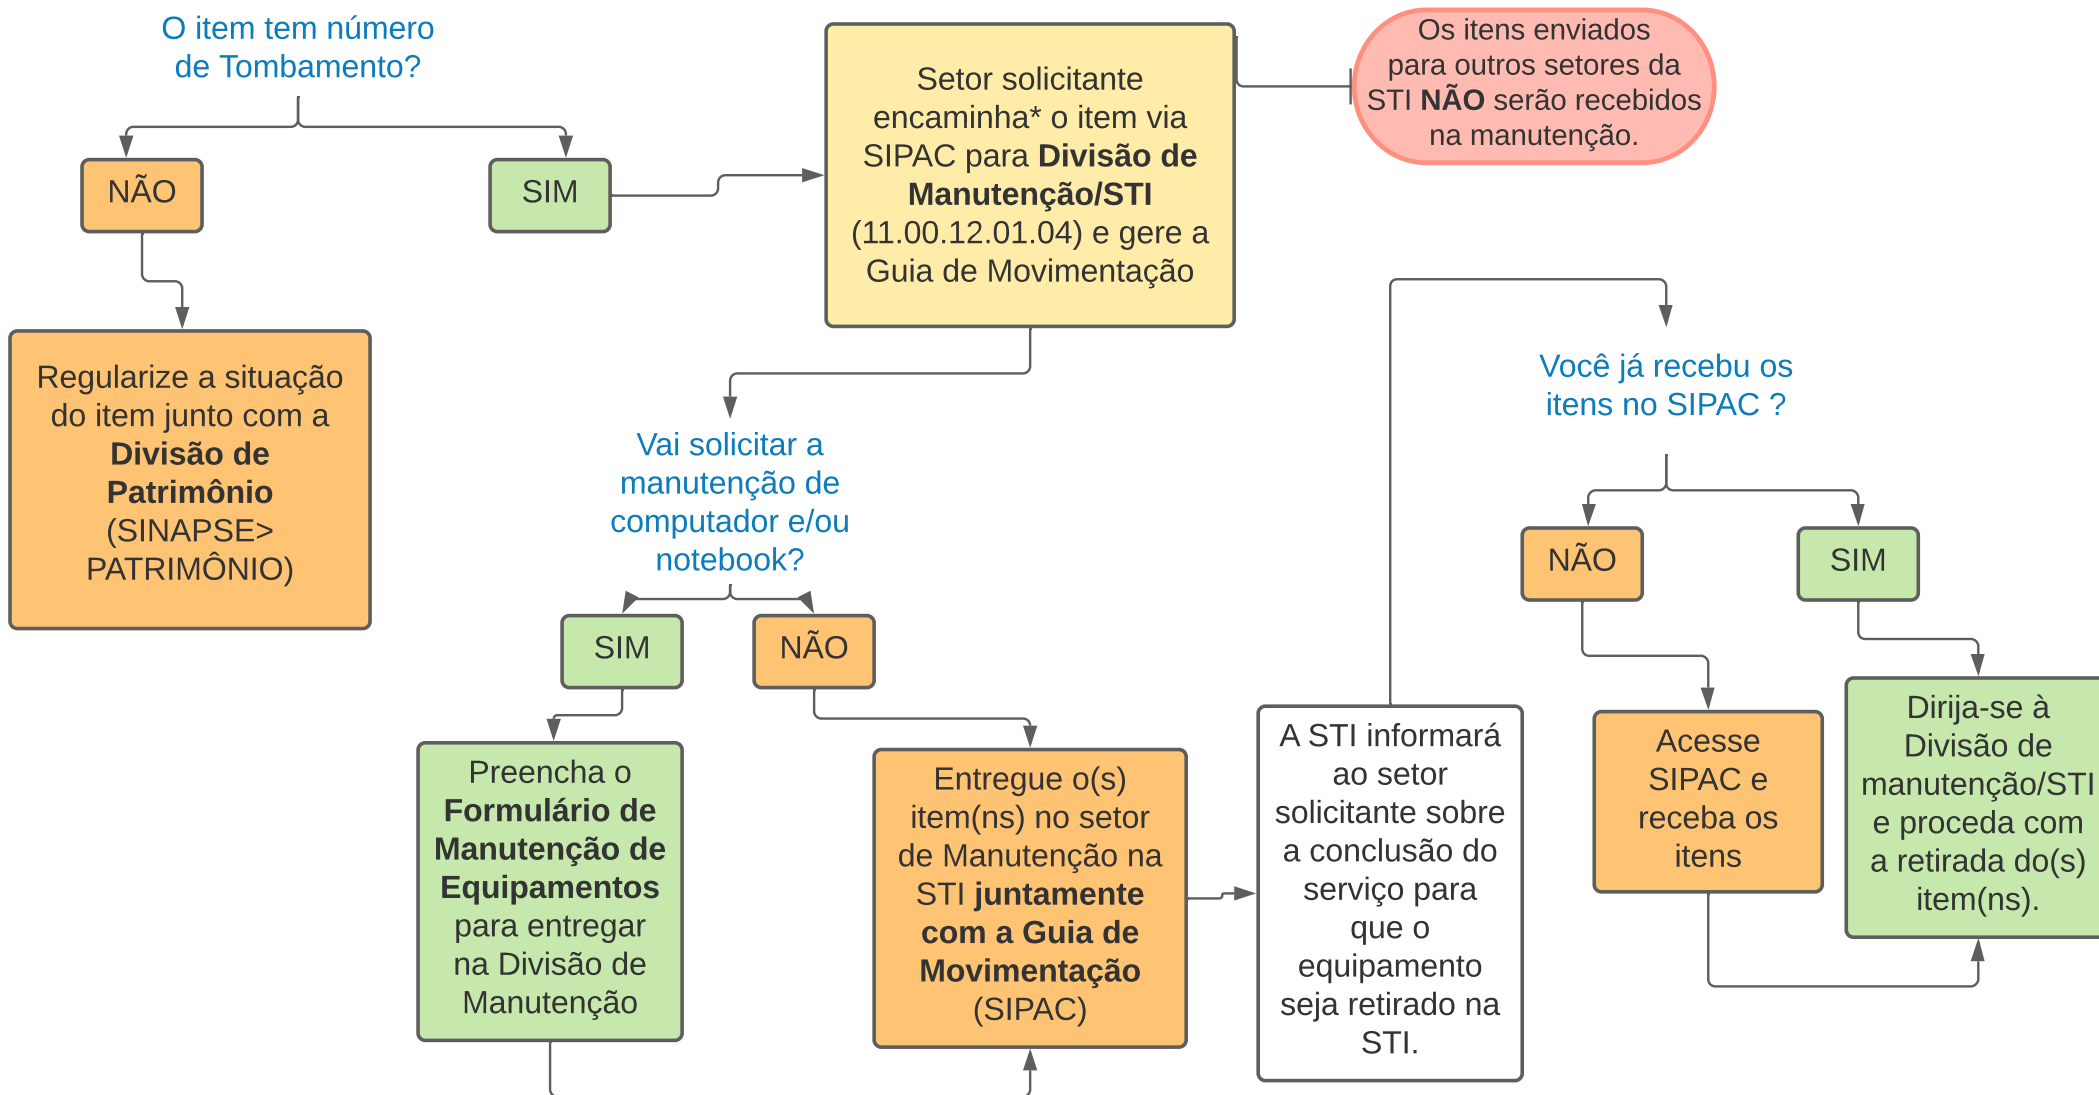 O item tem número
de Tombamento?
NÃO
SIM
Regularize a situação
do item junto com a
Divisão de
Patrimônio
(SINAPSE>
PATRIMÔNIO)
Setor solicitante
encaminha* o item via
SIPAC para Divisão de
Manutenção/STI
(11.00.12.01.04) e gere a
Guia de Movimentação
Os itens enviados
para outros setores da
STI NÃO serão recebidos
na manutenção.
Vai solicitar a
manutenção de
computador e/ou
notebook?
SIM
NÃO
Preencha o
Formulário de
Manutenção de
Equipamentos
para entregar
na Divisão de
Manutenção
Entregue o(s)
item(ns) no setor
de Manutenção na
STI juntamente
com a Guia de
Movimentação
(SIPAC)
A STI informará
ao setor
solicitante sobre
a conclusão do
serviço para
que o
equipamento
seja retirado na
STI.
Você já recebu os
itens no SIPAC ?
NÃO
SIM
Acesse
SIPAC e
receba os
itens
Dirija-se à
Divisão de
manutenção/STI
e proceda com
a retirada do(s)
item(ns).